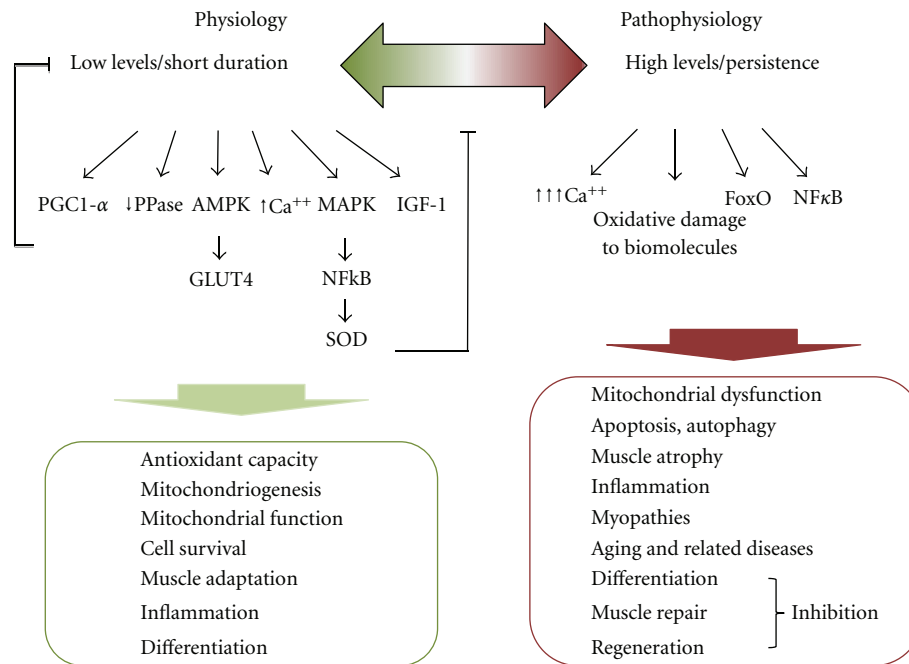 Physiology
Pathophysiology
Low levels/short duration
High levels/persistence
PGC1-α ↓PPase AMPK ↑Ca⁺⁺ MAPK IGF-1
GLUT4
NFkB
SOD
↑↑↑Ca⁺⁺
Oxidative damage
to biomolecules
FoxO
NFκB
Antioxidant capacity
Mitochondriogenesis
Mitochondrial function
Cell survival
Muscle adaptation
Inflammation
Differentiation
Mitochondrial dysfunction
Apoptosis, autophagy
Muscle atrophy
Inflammation
Myopathies
Aging and related diseases
Differentiation
Muscle repair
Regeneration
Inhibition